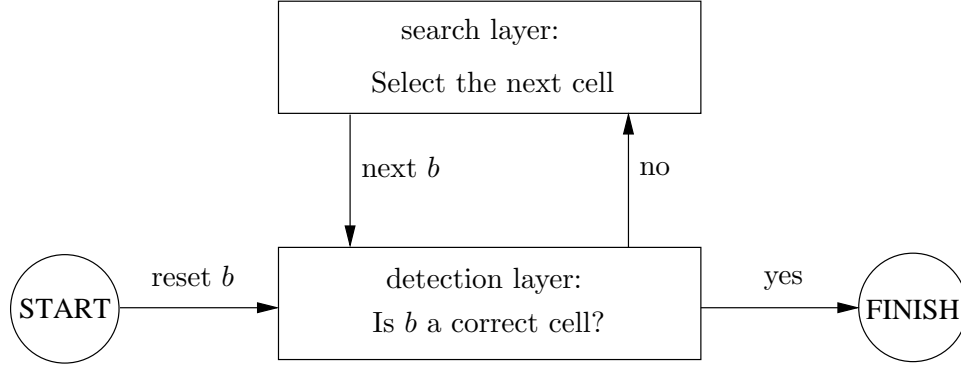 search layer:
Select the next cell
next b
no
reset b
detection layer:
yes
START
Is b a correct cell?
FINISH